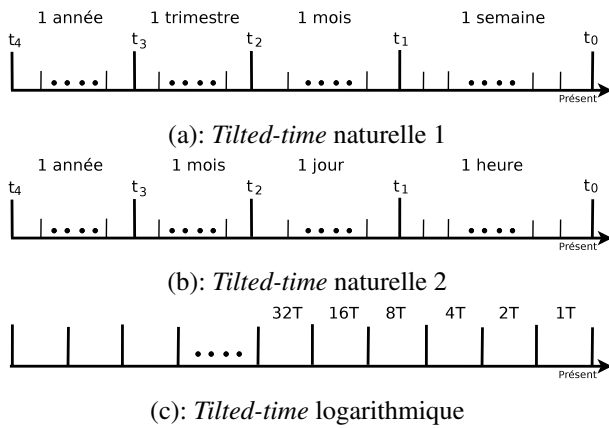 1 année 1 trimestre 1 mois 1 semaine
t4 t3 t2 t1 t0
Présent
(a): Tilted-time naturelle 1
1 année 1 mois 1 jour 1 heure
t4 t3 t2 t1 t0
Présent
(b): Tilted-time naturelle 2
32T 16T 8T 4T 2T 1T
Présent
(c): Tilted-time logarithmique